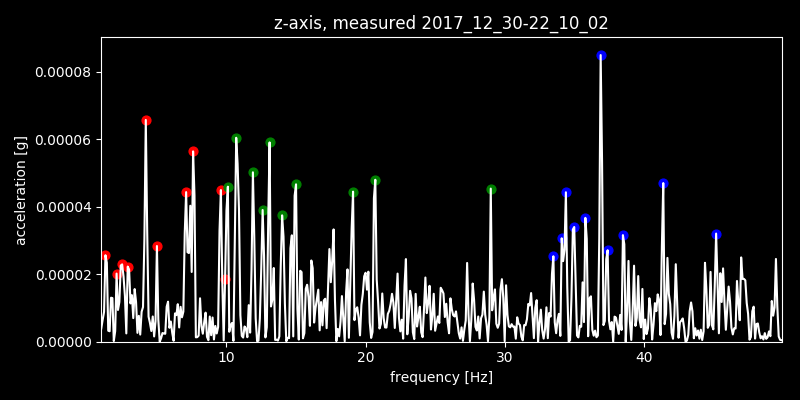 z-axis, measured 2017_12_30-22_10_02
0.00008
0.00006
0.00004
0.00002
0.00000
acceleration [g]
10 20 30 40
frequency [Hz]